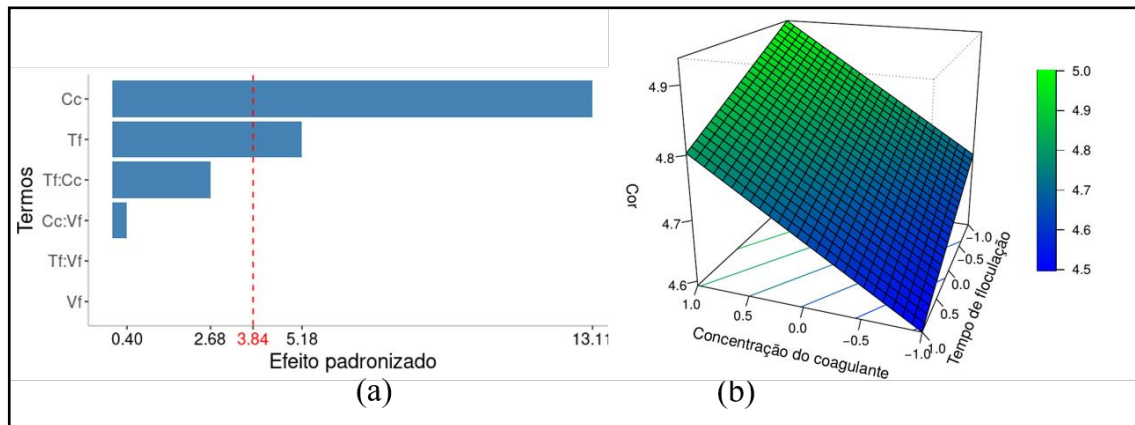 Termos
Cc
Tf
Tf:Cc
Cc:Vf
Tf:Vf
Vf
0.40
2.68
3.84
5.18
13.11
Efeito padronizado
(a)
Cor
4.9
4.8
4.7
4.6
1.0
0.5
0.0
−0.5
−1.0
Concentração do coagulante
−1.0
−0.5
0.0
0.5
1.0
Tempo de floculação
5.0
4.9
4.8
4.7
4.6
4.5
(b)